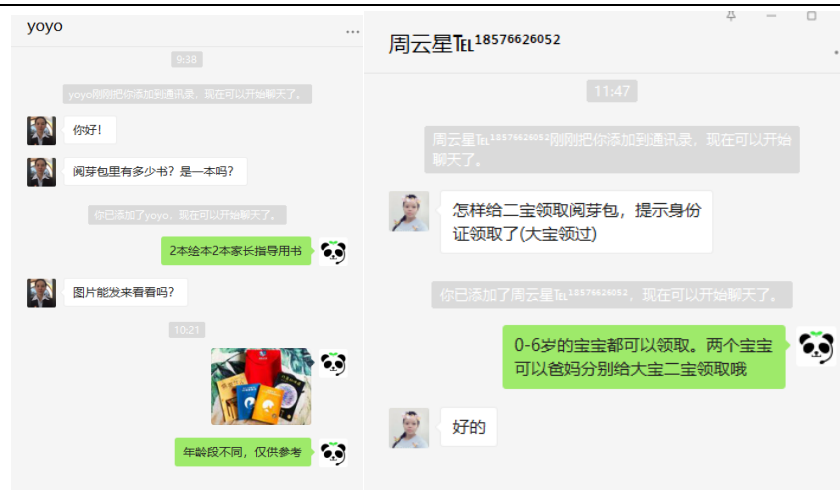 yoyo
9:38
yoyo刚刚把你添加到通讯录，现在可以开始聊天了。
你好！
阅芽包里有多少书？是一本吗？
你已添加了yoyo，现在可以开始聊天了。
2本绘本2本家长指导用书
图片能发来看看吗？
10:21
年龄段不同，仅供参考
周云星℡¹⁸⁵⁷⁶⁶²⁶⁰⁵²
11:47
周云星℡¹⁸⁵⁷⁶⁶²⁶⁰⁵²刚刚把你添加到通讯录，现在可以开始
聊天了。
怎样给二宝领取阅芽包，提示身份
证领取了(大宝领过)
你已添加了周云星℡¹⁸⁵⁷⁶⁶²⁶⁰⁵²，现在可以开始聊天了。
0-6岁的宝宝都可以领取。两个宝宝
可以爸妈分别给大宝二宝领取哦
好的